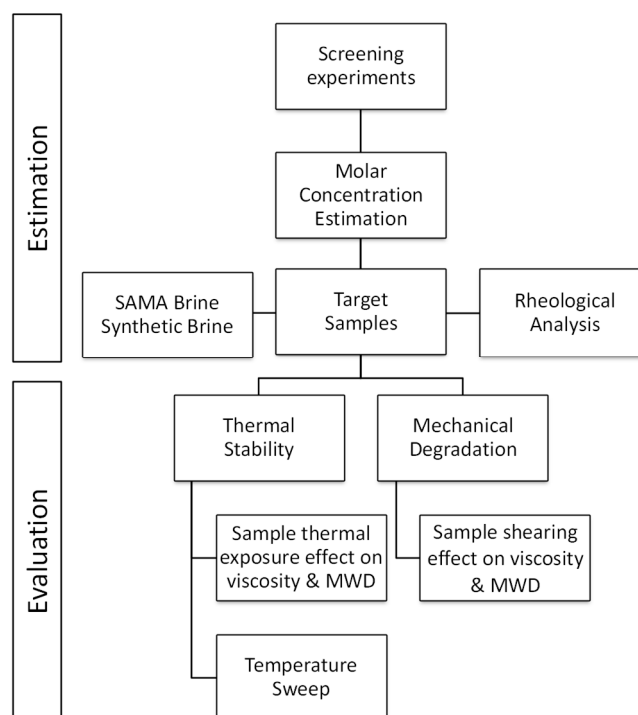 Estimation
Screening
experiments
Molar
Concentration
Estimation
SAMA Brine
Synthetic Brine
Target
Samples
Rheological
Analysis
Evaluation
Thermal
Stability
Mechanical
Degradation
Sample thermal
exposure effect on
viscosity & MWD
Sample shearing
effect on viscosity
& MWD
Temperature
Sweep